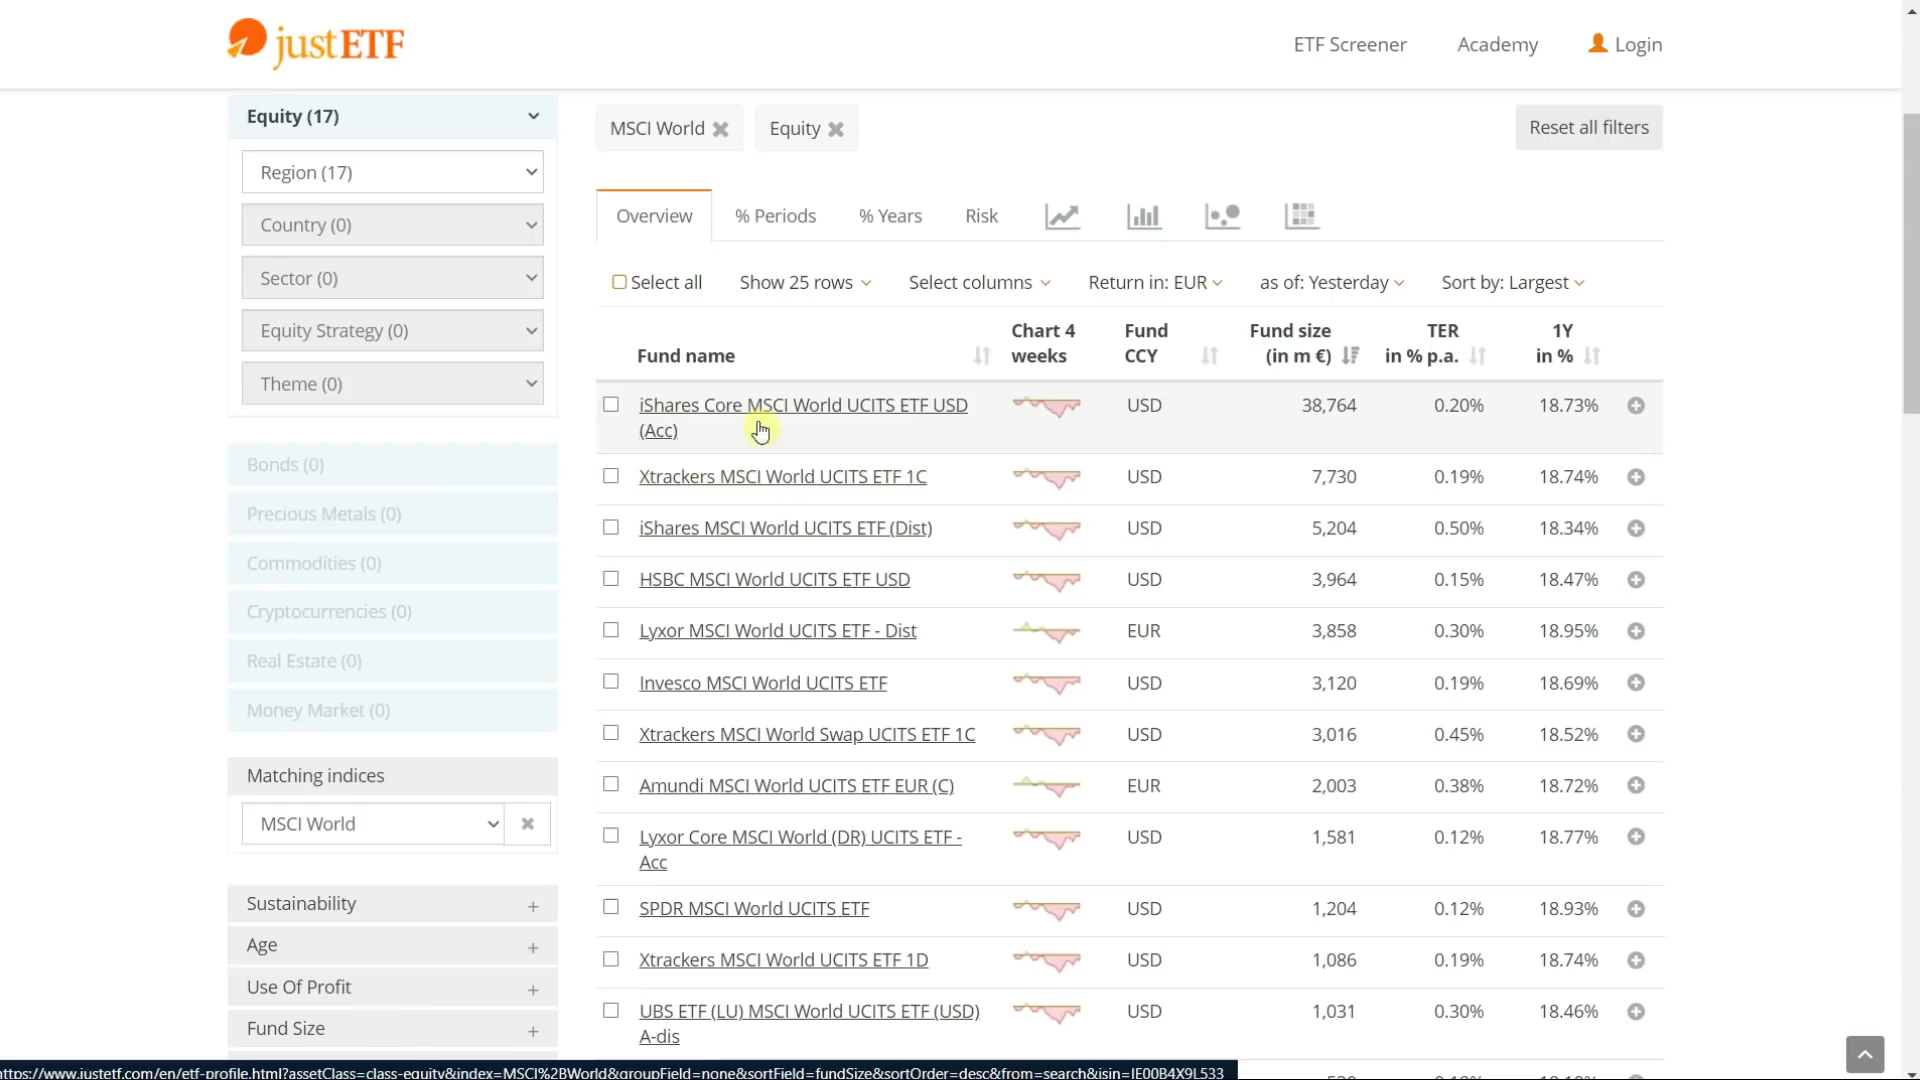 justETF
ETF Screener
Academy
Login
Equity (17)
Region (17)
Country (0)
Sector (0)
Equity Strategy (0)
Theme (0)
Bonds (0)
Precious Metals (0)
Commodities (0)
Cryptocurrencies (0)
Real Estate (0)
Money Market (0)
Matching indices
MSCI World
Sustainability
Age
Use Of Profit
Fund Size
MSCI World
Equity
Reset all filters
Overview % Periods % Years Risk
Select all Show 25 rows Select columns Return in: EUR as of: Yesterday Sort by: Largest
Fund name
Chart 4
weeks
Fund
CCY
Fund size
(in m €)
TER
in % p.a.
1Y
in %
iShares Core MSCI World UCITS ETF USD
(Acc)
USD 38,764 0.20% 18.73%
Xtrackers MSCI World UCITS ETF 1C USD 7,730 0.19% 18.74%
iShares MSCI World UCITS ETF (Dist) USD 5,204 0.50% 18.34%
HSBC MSCI World UCITS ETF USD USD 3,964 0.15% 18.47%
Lyxor MSCI World UCITS ETF - Dist EUR 3,858 0.30% 18.95%
Invesco MSCI World UCITS ETF USD 3,120 0.19% 18.69%
Xtrackers MSCI World Swap UCITS ETF 1C USD 3,016 0.45% 18.52%
Amundi MSCI World UCITS ETF EUR (C) EUR 2,003 0.38% 18.72%
Lyxor Core MSCI World (DR) UCITS ETF -
Acc
USD 1,581 0.12% 18.77%
SPDR MSCI World UCITS ETF USD 1,204 0.12% 18.93%
Xtrackers MSCI World UCITS ETF 1D USD 1,086 0.19% 18.74%
UBS ETF (LU) MSCI World UCITS ETF (USD)
A-dis
USD 1,031 0.30% 18.46%
https://www.justetf.com/en/etf-profile.html?assetClass=class-equity&index=MSCI%2BWorld&groupField=none&sortField=fundSize&sortOrder=desc&from=search&isin=IE00B4X9L533